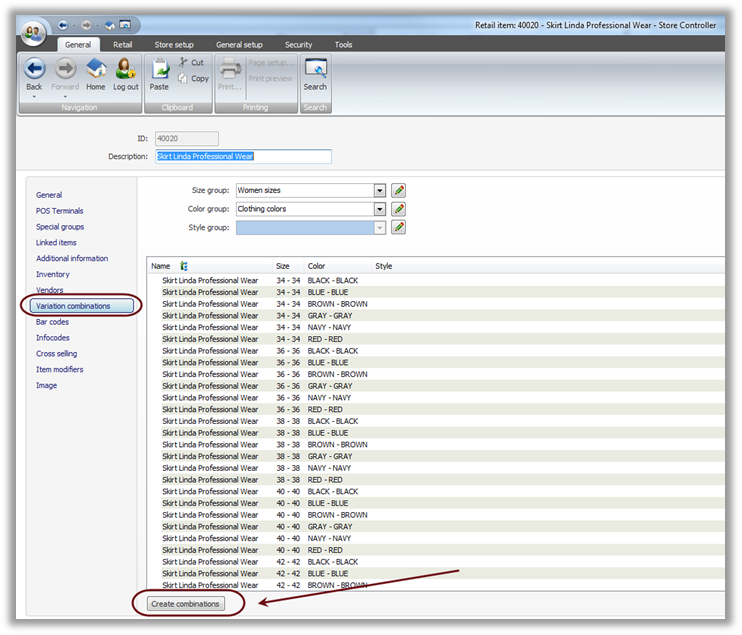 Retail item: 40020 - Skirt Linda Professional Wear - Store Controller
General Retail Store setup General setup Security Tools
Back Forward Home Log out Paste Cut Copy Print... Page setup... Print preview Search
Navigation Clipboard Printing Search
ID: 40020
Description: Skirt Linda Professional Wear
General
POS Terminals
Special groups
Linked items
Additional information
Inventory
Vendors
Variation combinations
Bar codes
Infocodes
Cross selling
Item modifiers
Image
Size group: Women sizes
Color group: Clothing colors
Style group:
Name Size Color Style
Skirt Linda Professional Wear 34 - 34 BLACK - BLACK
Skirt Linda Professional Wear 34 - 34 BLUE - BLUE
Skirt Linda Professional Wear 34 - 34 BROWN - BROWN
Skirt Linda Professional Wear 34 - 34 GRAY - GRAY
Skirt Linda Professional Wear 34 - 34 NAVY - NAVY
Skirt Linda Professional Wear 34 - 34 RED - RED
Skirt Linda Professional Wear 36 - 36 BLACK - BLACK
Skirt Linda Professional Wear 36 - 36 BLUE - BLUE
Skirt Linda Professional Wear 36 - 36 BROWN - BROWN
Skirt Linda Professional Wear 36 - 36 GRAY - GRAY
Skirt Linda Professional Wear 36 - 36 NAVY - NAVY
Skirt Linda Professional Wear 36 - 36 RED - RED
Skirt Linda Professional Wear 38 - 38 BLACK - BLACK
Skirt Linda Professional Wear 38 - 38 BLUE - BLUE
Skirt Linda Professional Wear 38 - 38 BROWN - BROWN
Skirt Linda Professional Wear 38 - 38 GRAY - GRAY
Skirt Linda Professional Wear 38 - 38 NAVY - NAVY
Skirt Linda Professional Wear 38 - 38 RED - RED
Skirt Linda Professional Wear 40 - 40 BLACK - BLACK
Skirt Linda Professional Wear 40 - 40 BLUE - BLUE
Skirt Linda Professional Wear 40 - 40 BROWN - BROWN
Skirt Linda Professional Wear 40 - 40 GRAY - GRAY
Skirt Linda Professional Wear 40 - 40 NAVY - NAVY
Skirt Linda Professional Wear 40 - 40 RED - RED
Skirt Linda Professional Wear 42 - 42 BLACK - BLACK
Skirt Linda Professional Wear 42 - 42 BLUE - BLUE
Skirt Linda Professional Wear 42 - 42 BROWN - BROWN
Create combinations